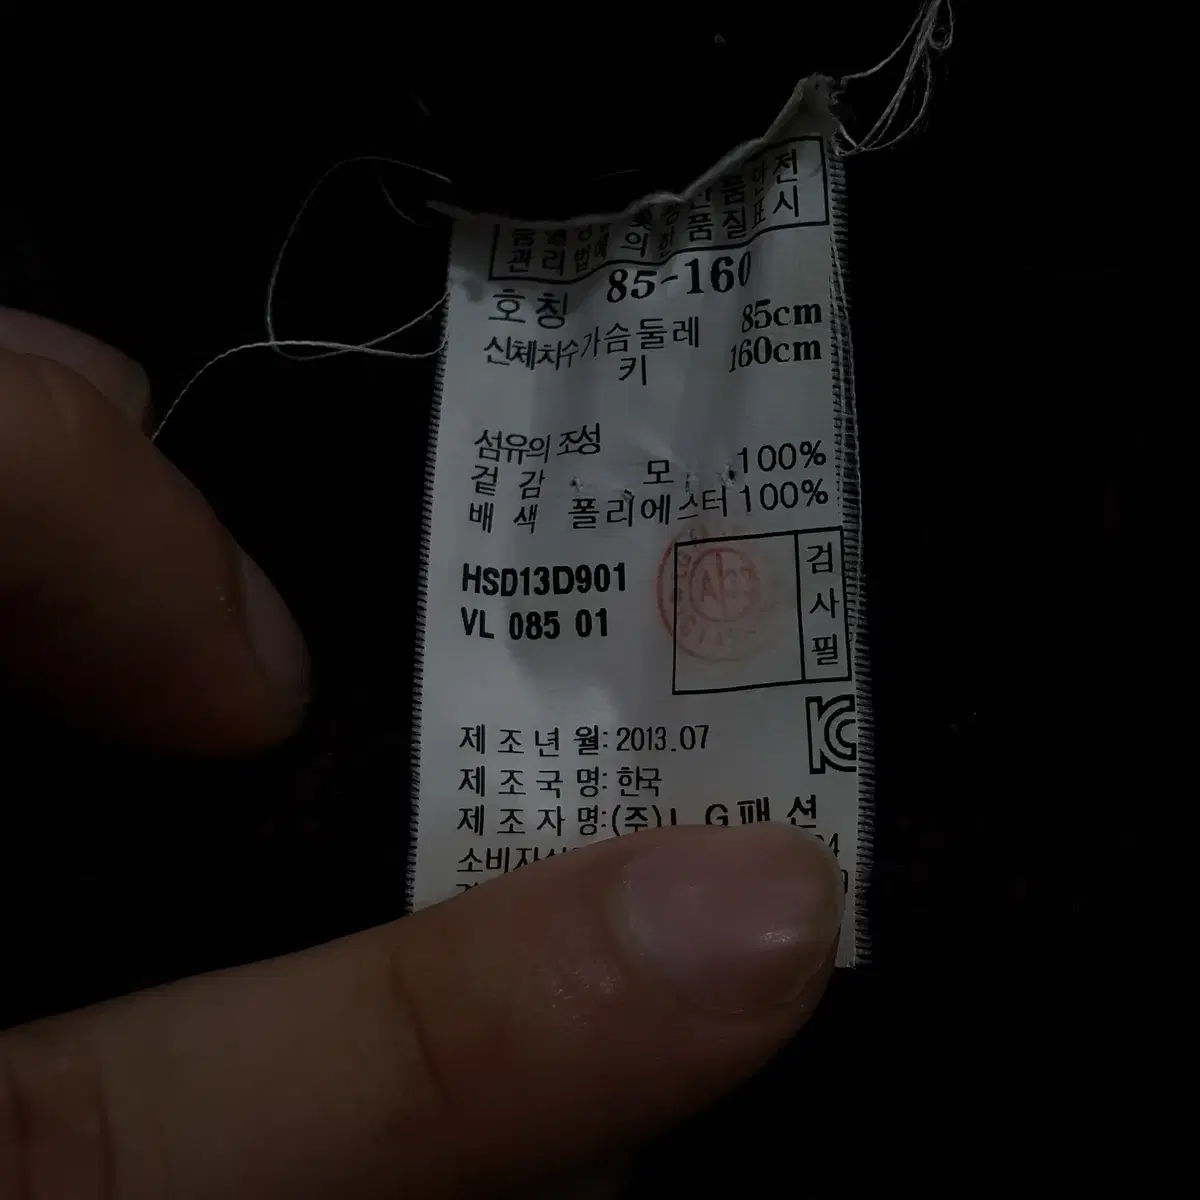 관리법에 의한 품질표시
호칭 85-160
신체치수 가슴둘레 85cm
키 160cm
섬유의 조성
겉감 모 100%
배색 폴리에스터 100%
HSD13D901
VL 085 01
검사필
제조년월: 2013.07
제조국명: 한국
제조자명: (주)LG패션